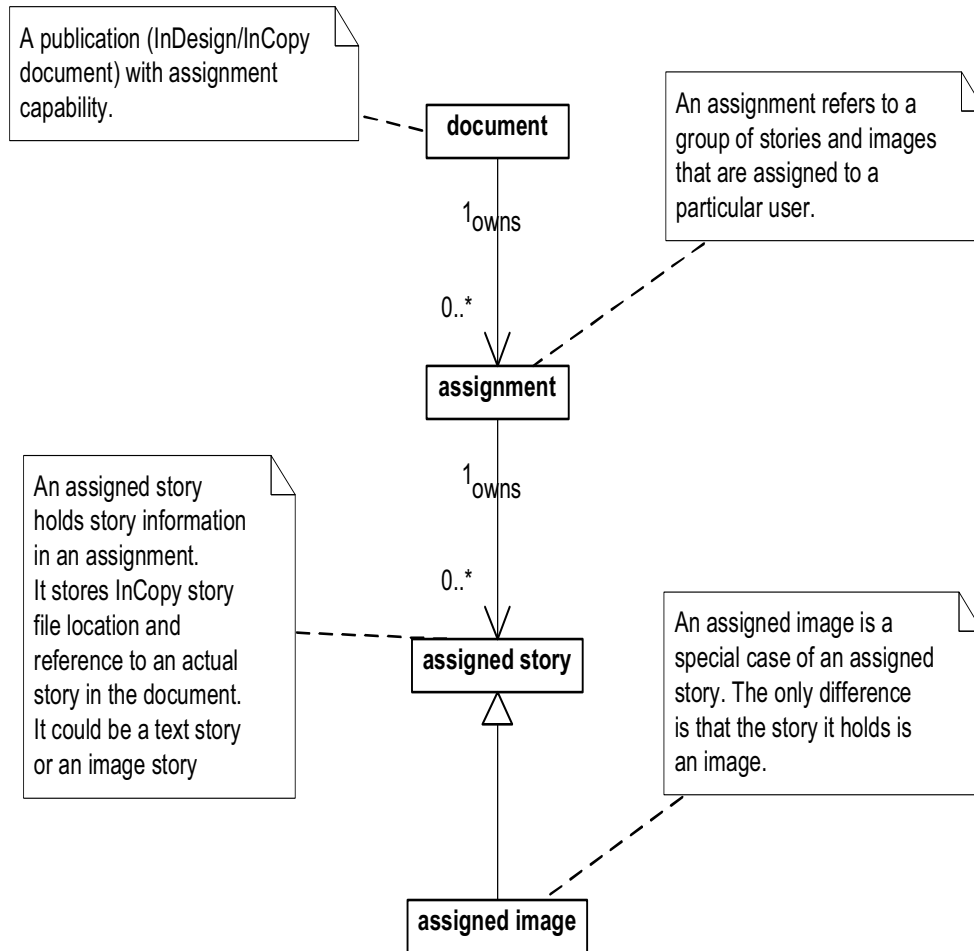 A publication (InDesign/InCopy
document) with assignment
capability.
document
An assignment refers to a
group of stories and images
that are assigned to a
particular user.
1
owns
0..*
assignment
1
owns
0..*
An assigned story
holds story information
in an assignment.
It stores InCopy story
file location and
reference to an actual
story in the document.
It could be a text story
or an image story
assigned story
An assigned image is a
special case of an assigned
story. The only difference
is that the story it holds is
an image.
assigned image